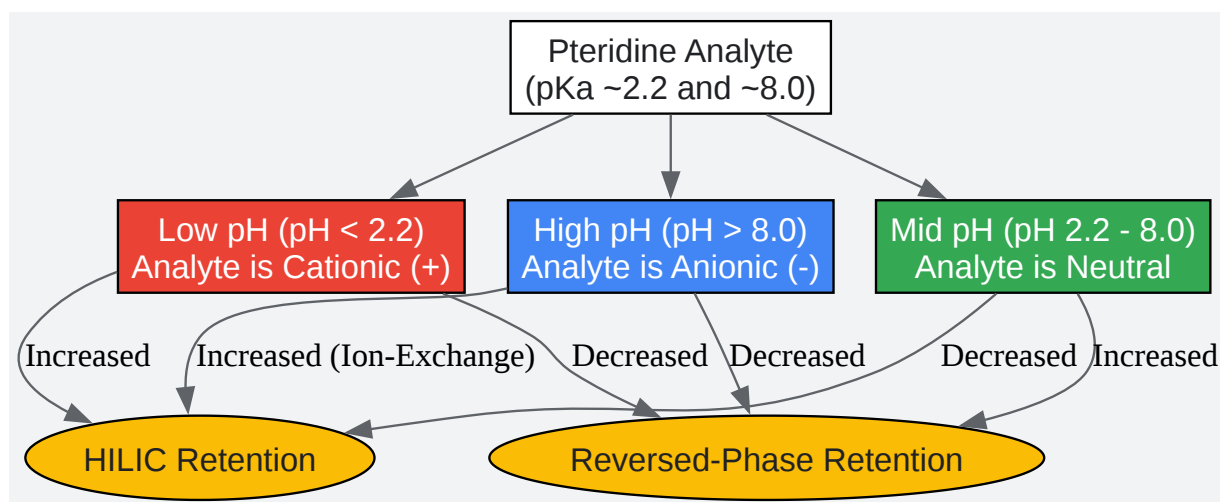 Pteridine Analyte
(pKa ~2.2 and ~8.0)
Low pH (pH < 2.2)
Analyte is Cationic (+)
High pH (pH > 8.0)
Analyte is Anionic (-)
Mid pH (pH 2.2 - 8.0)
Analyte is Neutral
Increased
Increased (Ion-Exchange)
Decreased
Decreased
Decreased
Increased
HILIC Retention
Reversed-Phase Retention